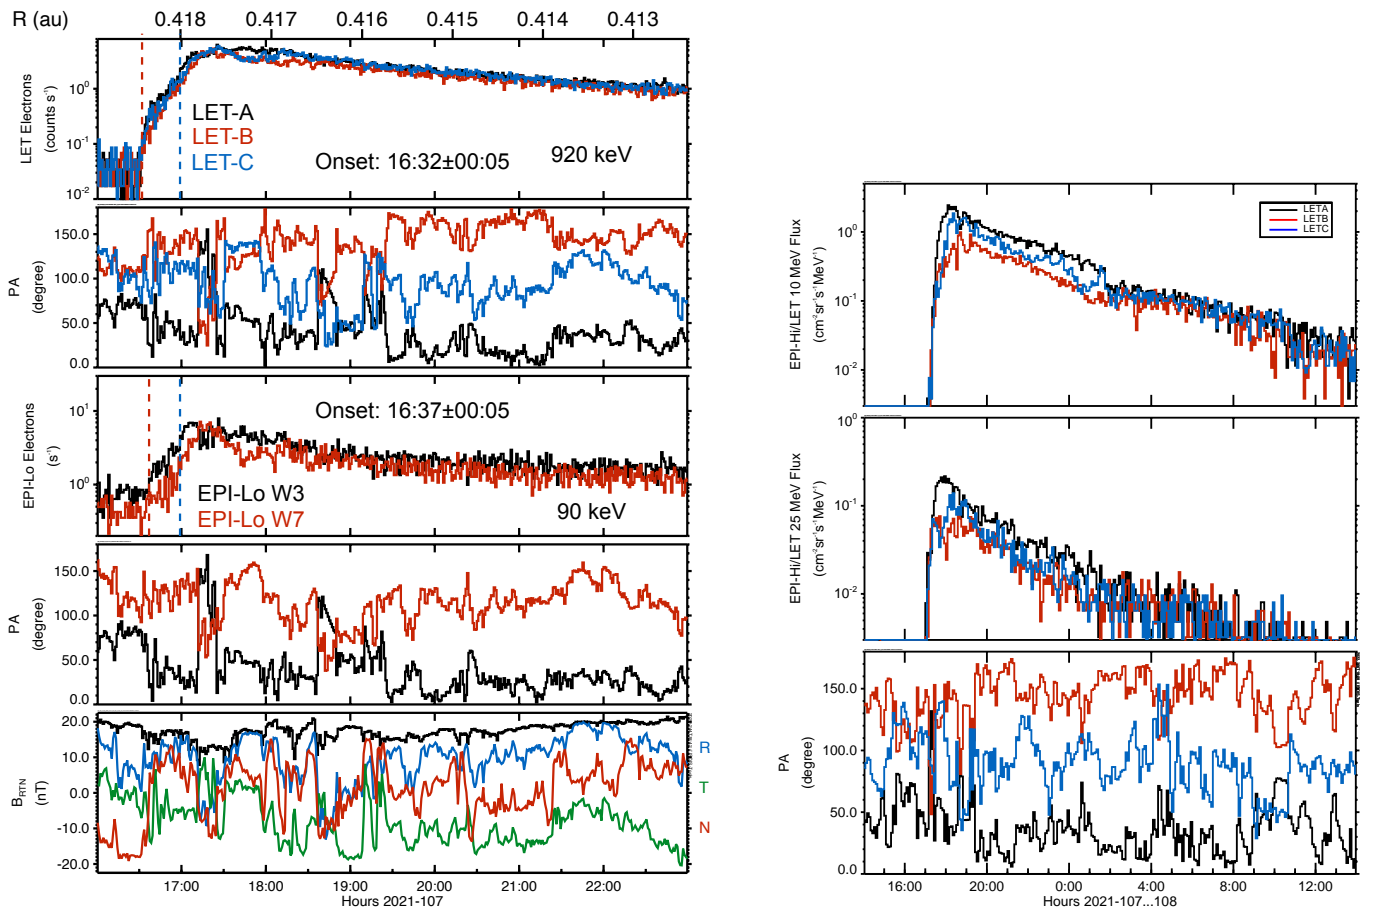 R (au)
0.418 0.417 0.416 0.415 0.414 0.413
LET Electrons
(counts s⁻¹)
10⁰
10⁻¹
10⁻²
LET-A
LET-B
LET-C
Onset: 16:32±00:05
920 keV
PA
(degree)
150.0
100.0
50.0
0.0
EPI-Lo Electrons
(s⁻¹)
10¹
10⁰
Onset: 16:37±00:05
EPI-Lo W3
EPI-Lo W7
90 keV
PA
(degree)
150.0
100.0
50.0
0.0
B_RTN
(nT)
20.0
10.0
0.0
-10.0
-20.0
R
T
N
17:00 18:00 19:00 20:00 21:00 22:00
Hours 2021-107
EPI-Hi/LET 10 MeV Flux
(cm⁻²sr⁻¹s⁻¹MeV⁻¹)
10⁰
10⁻¹
10⁻²
LETA
LETB
LETC
EPI-Hi/LET 25 MeV Flux
(cm⁻²sr⁻¹s⁻¹MeV⁻¹)
10⁰
10⁻¹
10⁻²
PA
(degree)
150.0
100.0
50.0
0.0
16:00 20:00 0:00 4:00 8:00 12:00
Hours 2021-107...108